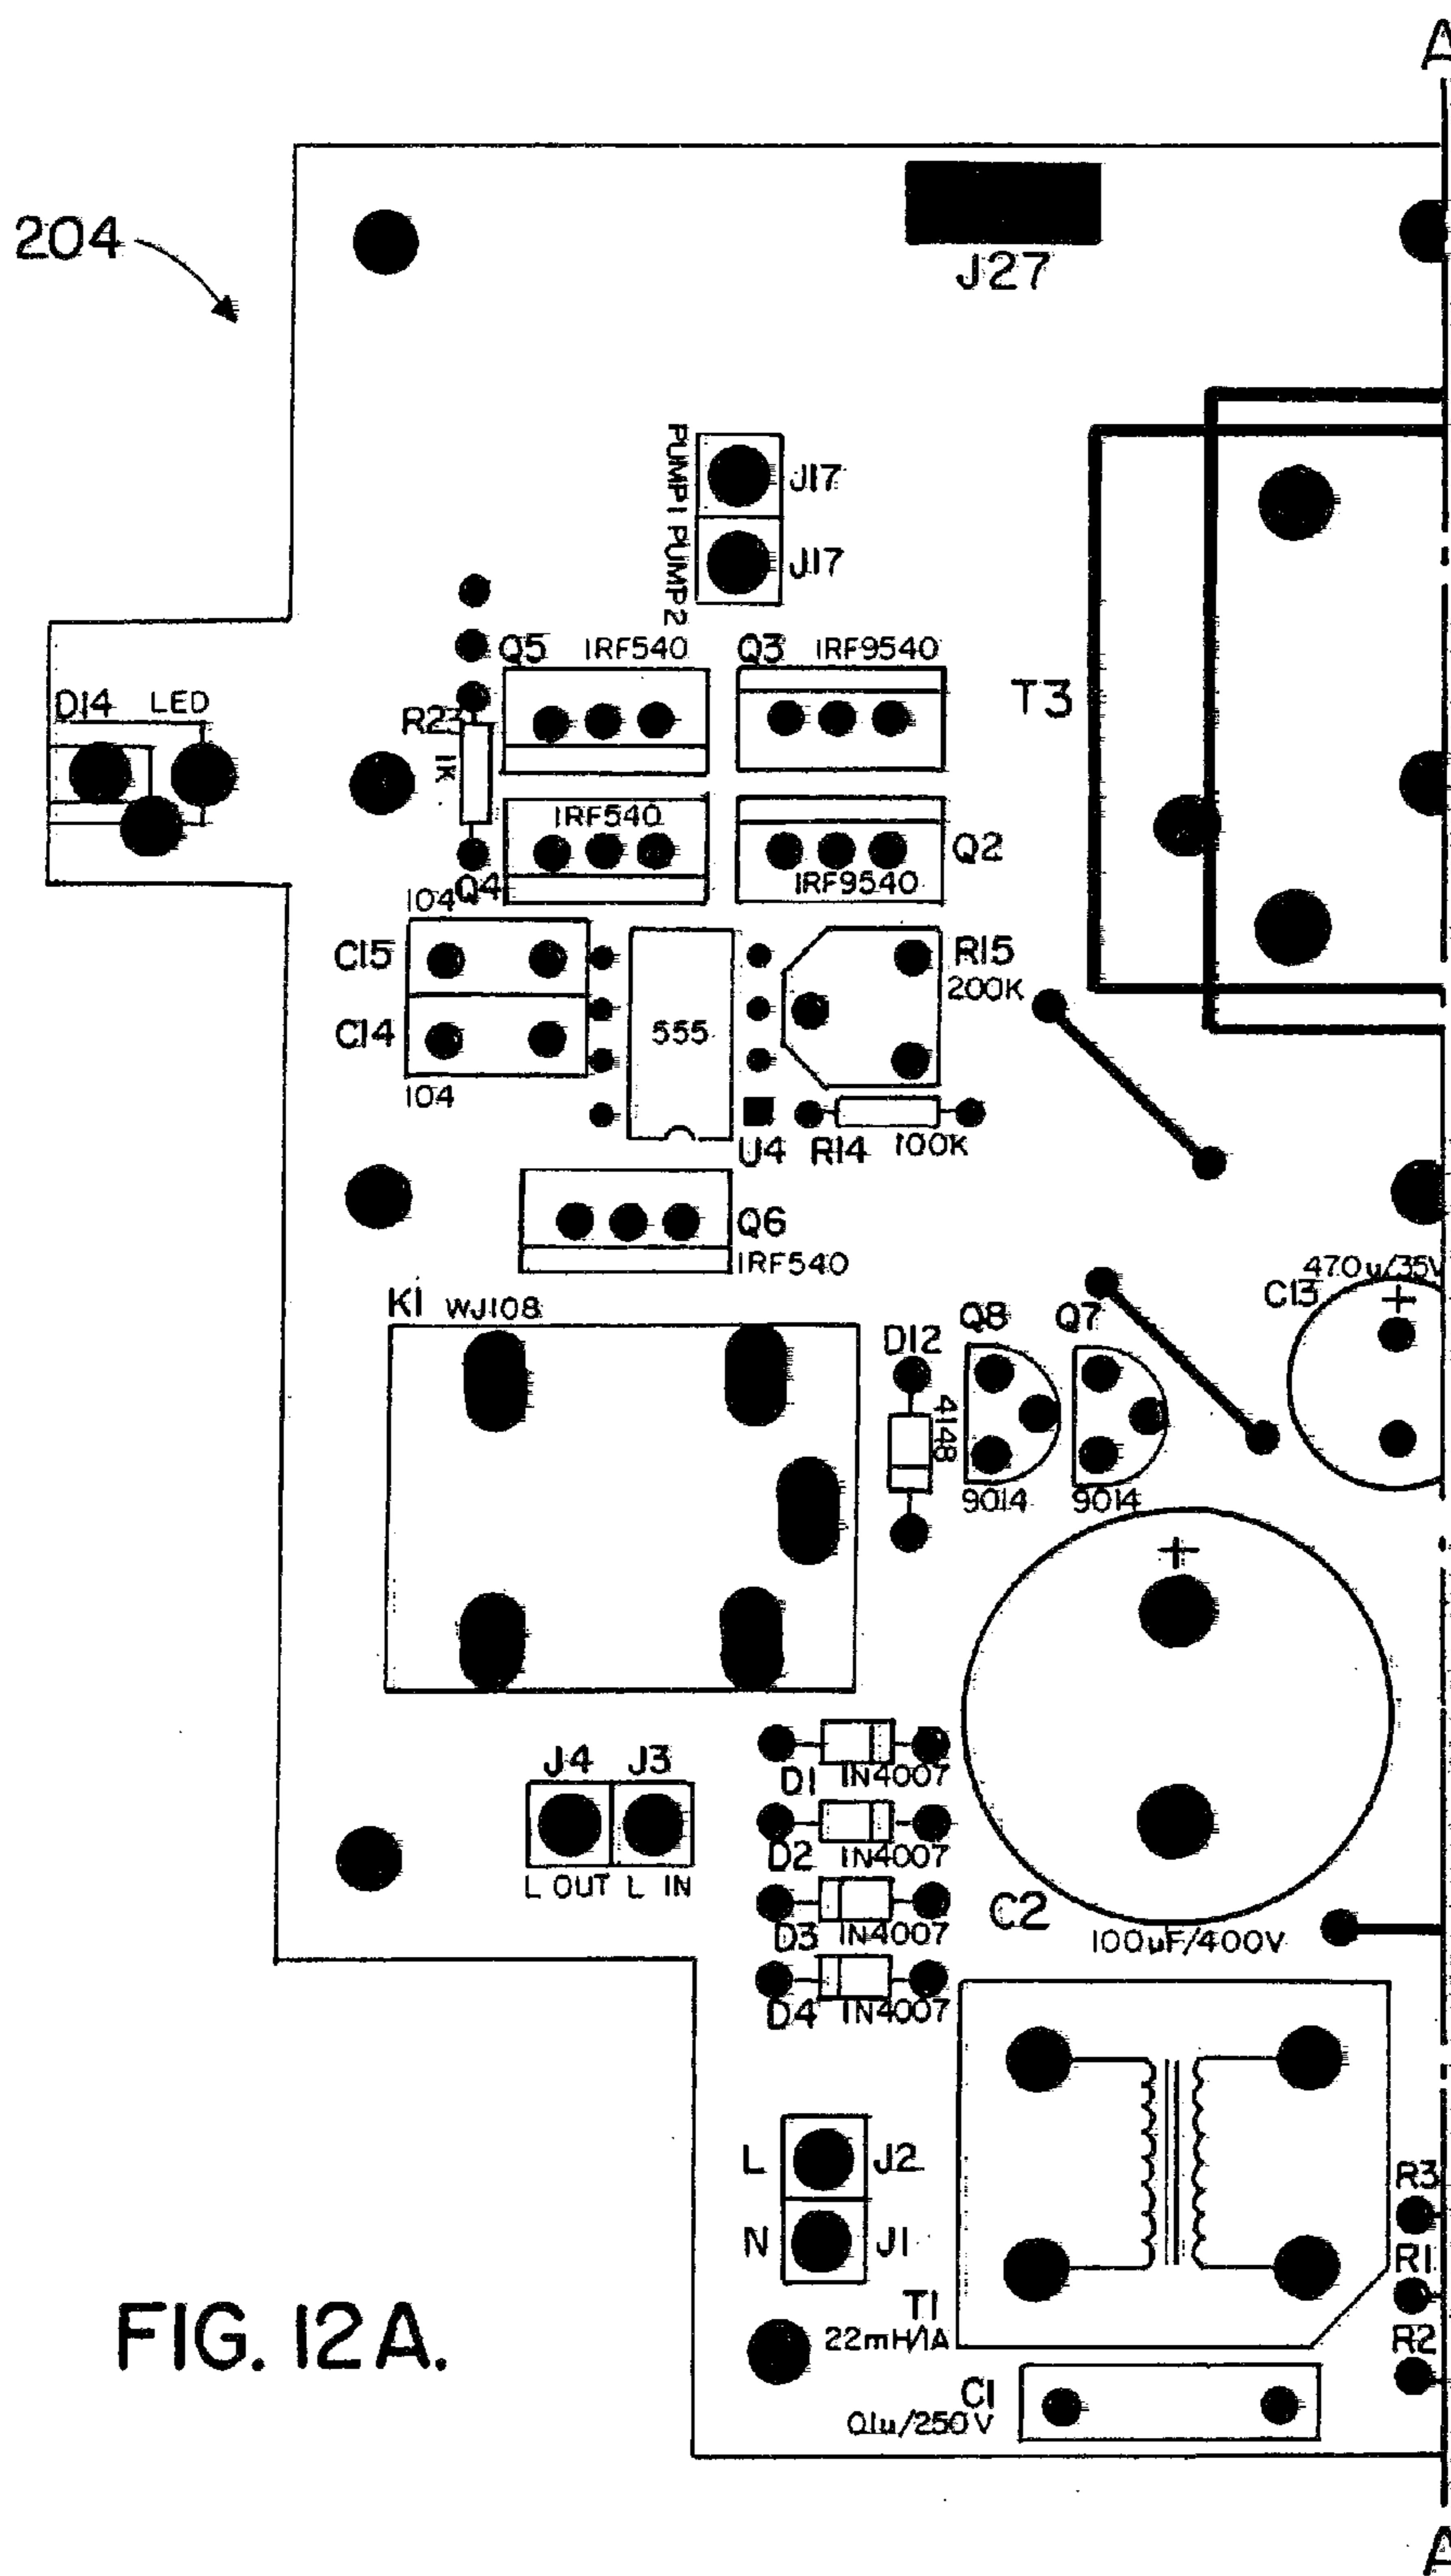 A
204
J27
PUMP1 PUMP2
J17
J17
Q5 IRF540
Q3 IRF9540
D14 LED
R23
1K
T3
IRF540
Q4
Q2
IRF9540
104
C15
C14
104
555
R15
200K
U4
R14 100K
Q6
IRF540
K1 WJ108
D12
4148
Q8
9014
Q7
9014
470u/35V
C13
+
+
C2
100uF/400V
D1 IN4007
D2 IN4007
D3 IN4007
D4 IN4007
J4 J3
L OUT L IN
L J2
N J1
T1
22mH/1A
R3
R1
R2
C1
0.1u/250V
FIG. 12A.
A